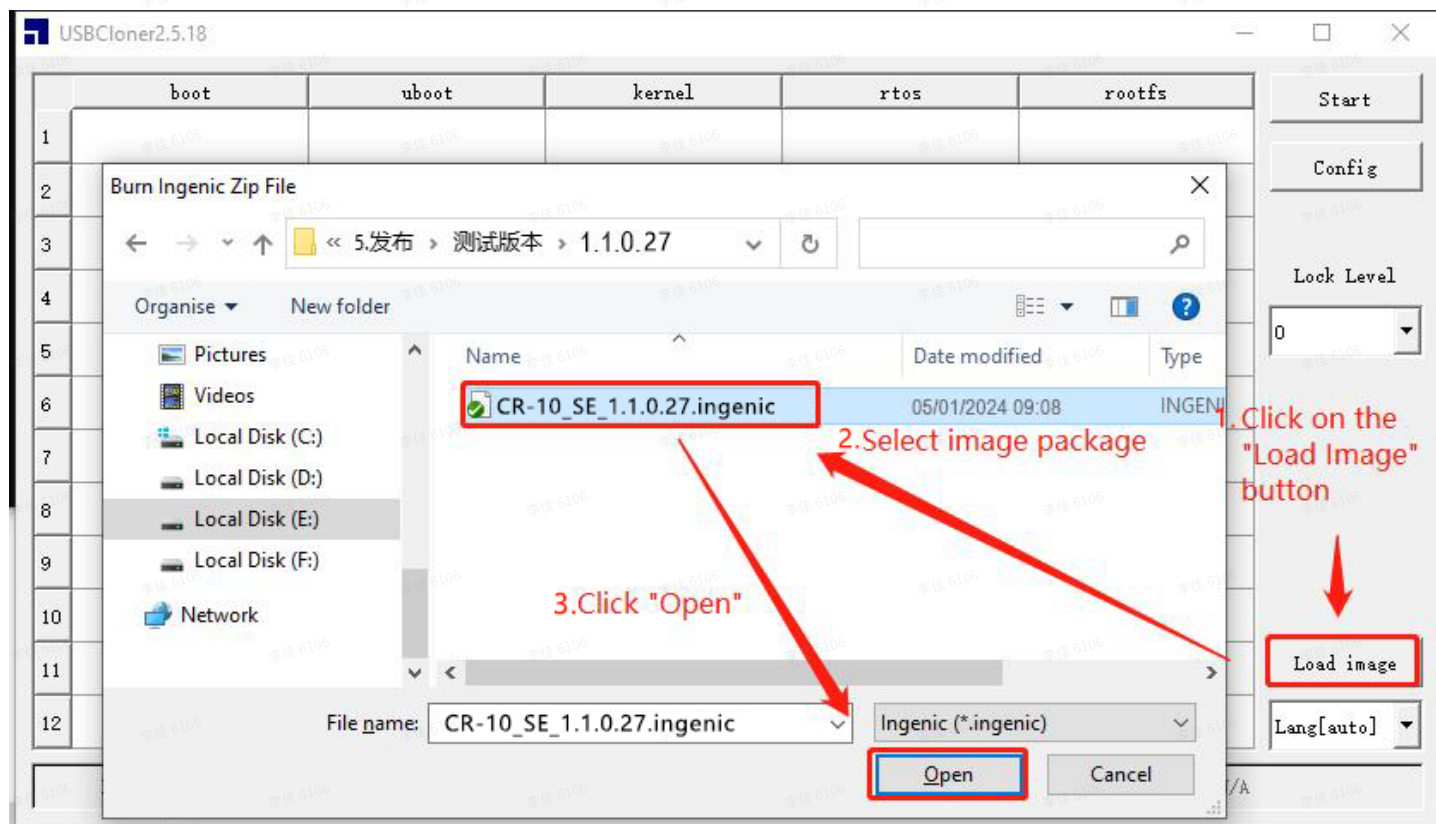 USBCloner2.5.18
boot uboot kernel rtos rootfs
Start
1
Config
2
Burn Ingenic Zip File
3
« 5.发布 › 测试版本 › 1.1.0.27
Lock Level
4
Organise New folder
0
5
Pictures
Name Date modified Type
6
Videos
CR-10_SE_1.1.0.27.ingenic 05/01/2024 09:08 INGENI
1. Click on the
"Load Image"
button
2.Select image package
Local Disk (C:)
7
Local Disk (D:)
8
Local Disk (E:)
9
Local Disk (F:)
3.Click "Open"
10
Network
11
Load image
12
File name: CR-10_SE_1.1.0.27.ingenic Ingenic (*.ingenic)
Lang[auto]
Open Cancel
/A
李佳 6106